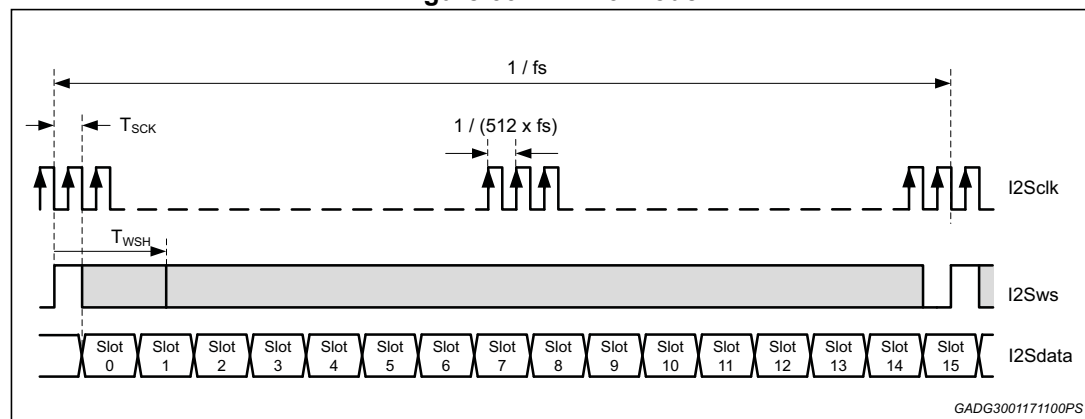 1 / fs
TSCK
1 / (512 x fs)
I2Sclk
TWSH
I2Sws
Slot 0
Slot 1
Slot 2
Slot 3
Slot 4
Slot 5
Slot 6
Slot 7
Slot 8
Slot 9
Slot 10
Slot 11
Slot 12
Slot 13
Slot 14
Slot 15
I2Sdata
GADG3001171100PS